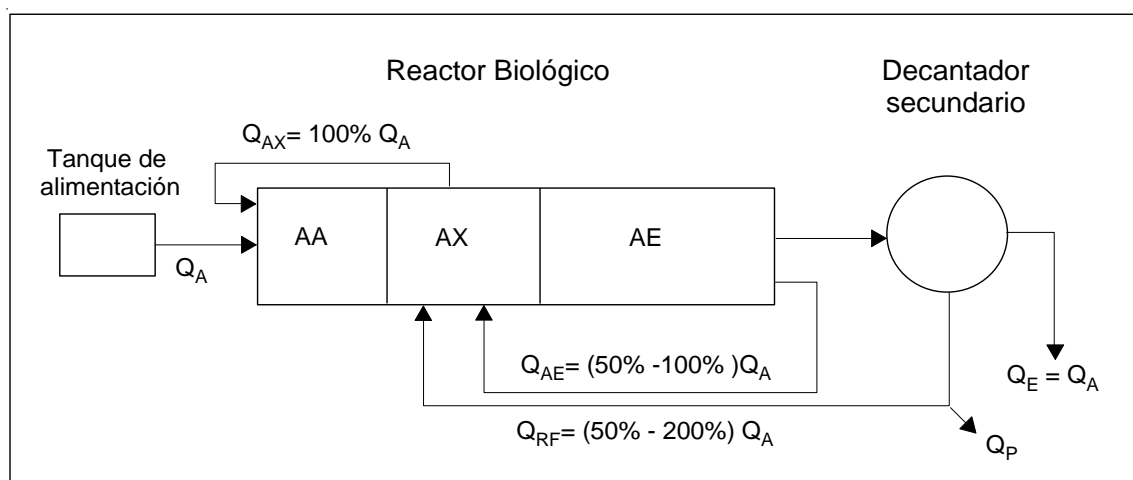 Reactor Biológico
Decantador
secundario
Q_AX= 100% Q_A
Tanque de
alimentación
AA
AX
AE
Q_A
Q_AE= (50% -100% )Q_A
Q_E = Q_A
Q_RF= (50% - 200%) Q_A
Q_P